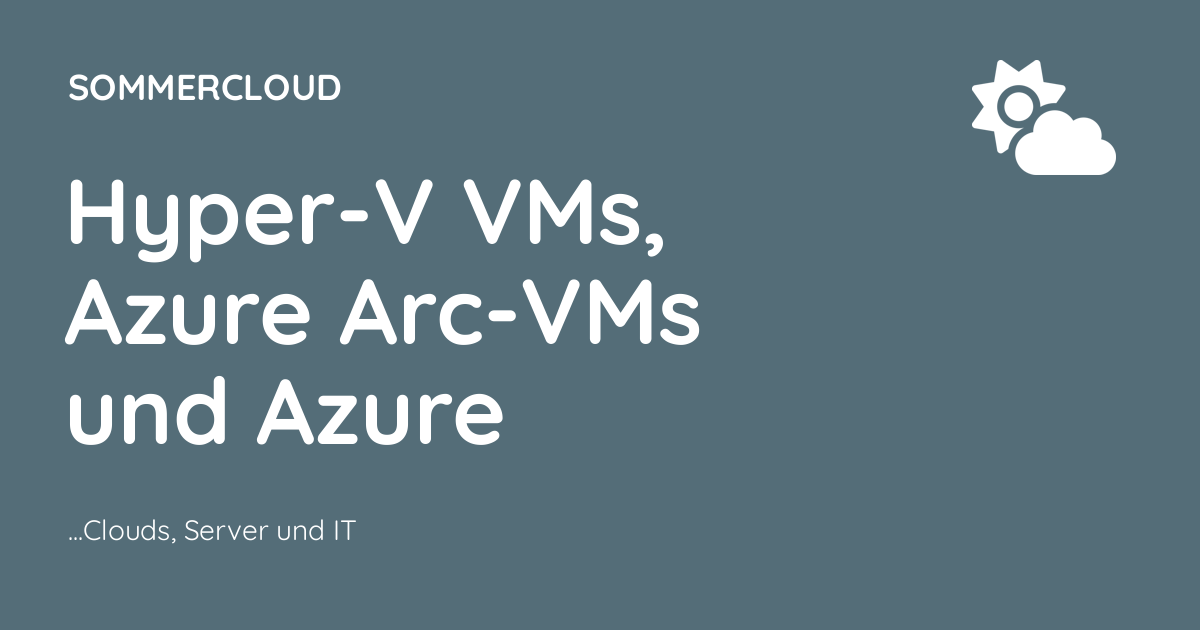 SOMMERCLOUD
Hyper-V VMs,
Azure Arc-VMs
und Azure
...Clouds, Server und IT